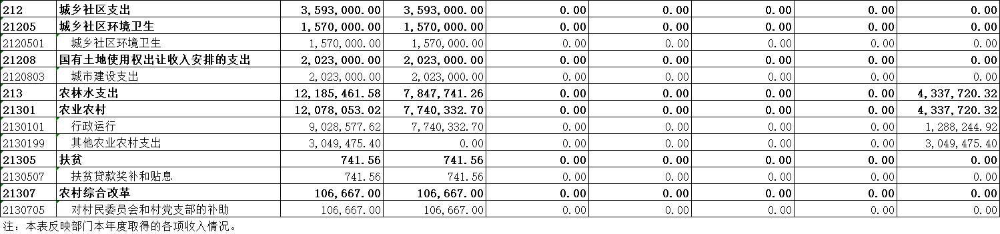 212 城乡社区支出 3,593,000.00 3,593,000.00 0.00 0.00 0.00 0.00 0.00
21205 城乡社区环境卫生 1,570,000.00 1,570,000.00 0.00 0.00 0.00 0.00 0.00
2120501 城乡社区环境卫生 1,570,000.00 1,570,000.00 0.00 0.00 0.00 0.00 0.00
21208 国有土地使用权出让收入安排的支出 2,023,000.00 2,023,000.00 0.00 0.00 0.00 0.00 0.00
2120803 城市建设支出 2,023,000.00 2,023,000.00 0.00 0.00 0.00 0.00 0.00
213 农林水支出 12,185,461.58 7,847,741.26 0.00 0.00 0.00 0.00 4,337,720.32
21301 农业农村 12,078,053.02 7,740,332.70 0.00 0.00 0.00 0.00 4,337,720.32
2130101 行政运行 9,028,577.62 7,740,332.70 0.00 0.00 0.00 0.00 1,288,244.92
2130199 其他农业农村支出 3,049,475.40 0.00 0.00 0.00 0.00 0.00 3,049,475.40
21305 扶贫 741.56 741.56 0.00 0.00 0.00 0.00 0.00
2130507 扶贫贷款奖补和贴息 741.56 741.56 0.00 0.00 0.00 0.00 0.00
21307 农村综合改革 106,667.00 106,667.00 0.00 0.00 0.00 0.00 0.00
2130705 对村民委员会和村党支部的补助 106,667.00 106,667.00 0.00 0.00 0.00 0.00 0.00
注：本表反映部门本年度取得的各项收入情况。